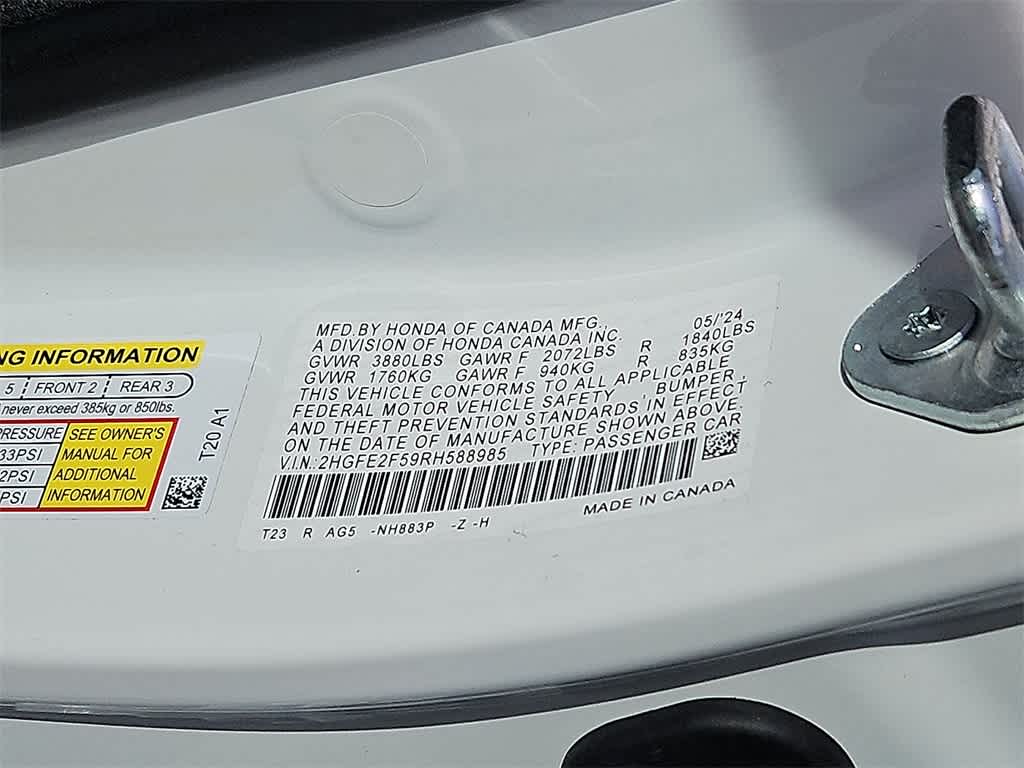 NG INFORMATION
5 FRONT 2 REAR 3
never exceed 385kg or 850lbs.
PRESSURE SEE OWNER'S
33PSI MANUAL FOR
2PSI ADDITIONAL
PSI INFORMATION
T20 A1
MFD.BY HONDA OF CANADA MFG. 05/'24
A DIVISION OF HONDA CANADA INC.
GVWR 3880LBS GAWR F 2072LBS R 1840LBS
GVWR 1760KG GAWR F 940KG R 835KG
THIS VEHICLE CONFORMS TO ALL APPLICABLE
FEDERAL MOTOR VEHICLE SAFETY, BUMPER,
AND THEFT PREVENTION STANDARDS IN EFFECT
ON THE DATE OF MANUFACTURE SHOWN ABOVE.
V.I.N.:2HGFE2F59RH588985 TYPE: PASSENGER CAR
MADE IN CANADA
T23 R AG5 -NH883P -Z -H